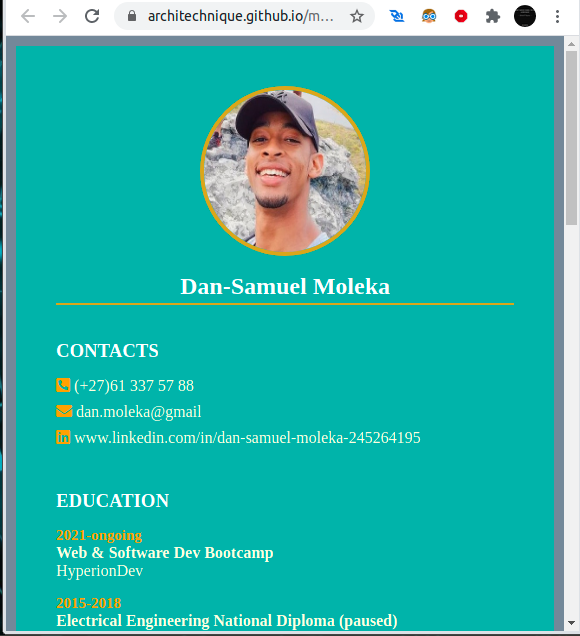 architechnique.github.io/m...
Dan-Samuel Moleka
CONTACTS
(+27)61 337 57 88
dan.moleka@gmail
www.linkedin.com/in/dan-samuel-moleka-245264195
EDUCATION
2021-ongoing
Web & Software Dev Bootcamp
HyperionDev
2015-2018
Electrical Engineering National Diploma (paused)